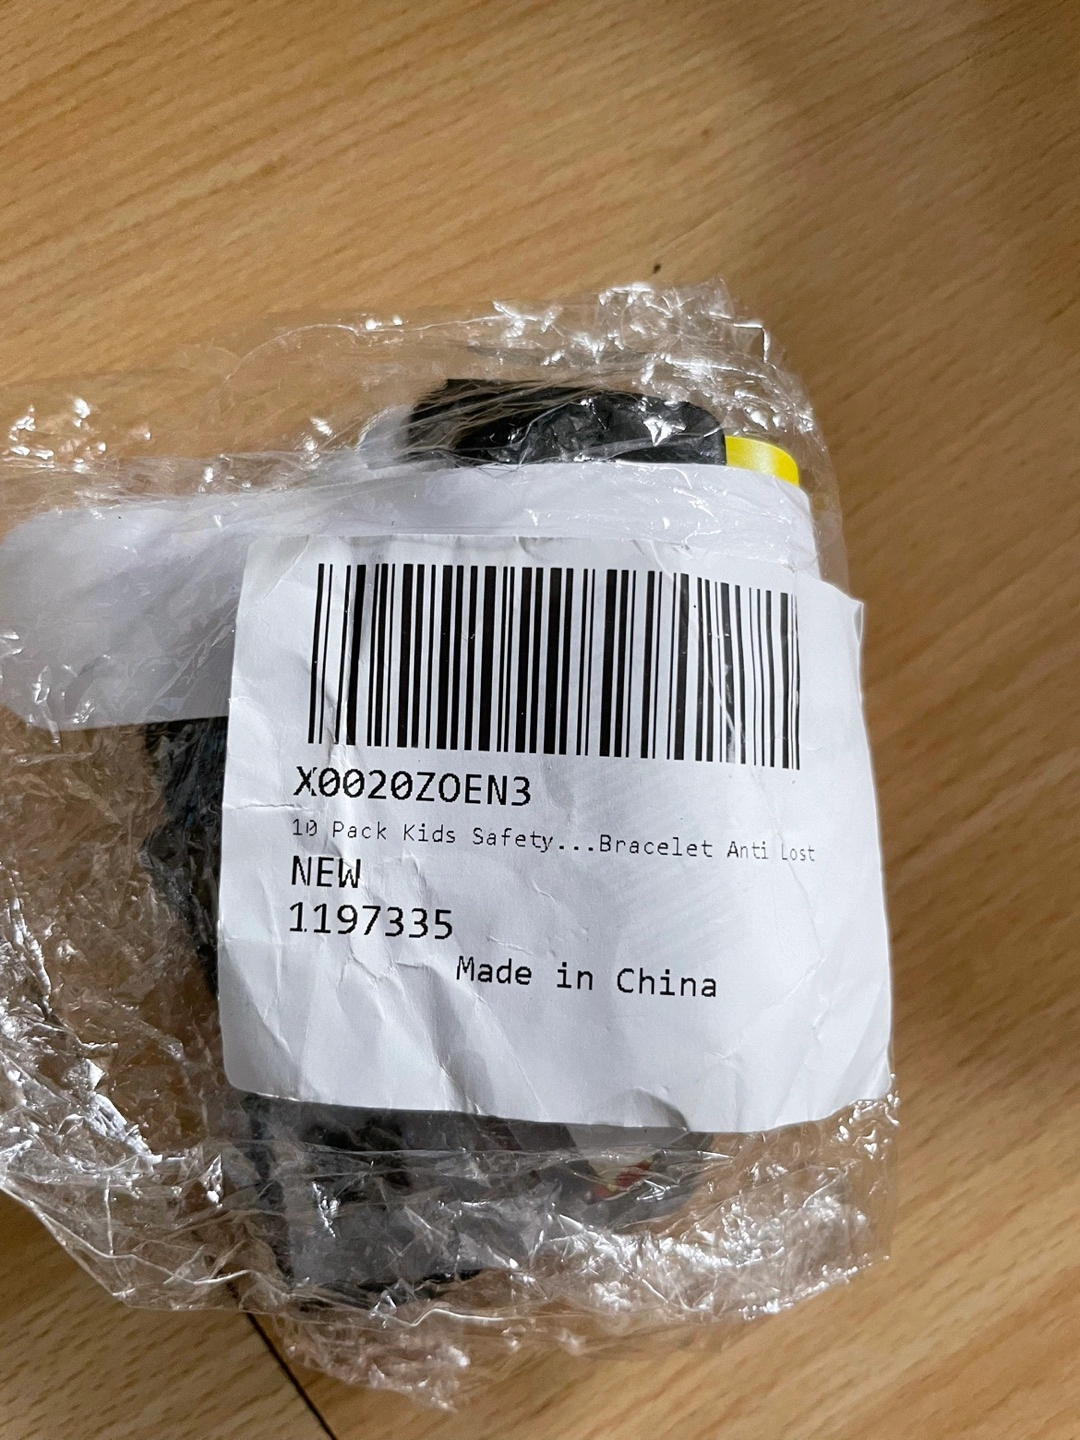 X0020ZOEN3
10 Pack Kids Safety...Bracelet Anti Lost
NEW
1197335
Made in China